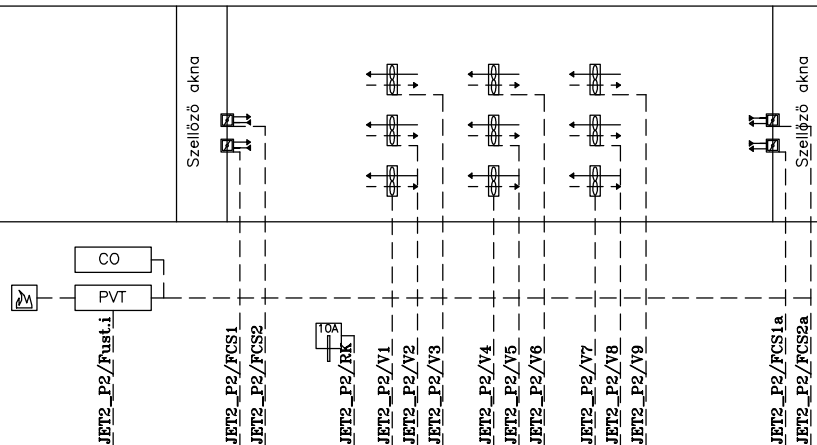 Szellőző akna
Szellőző akna
CO
PVT
10A
JET2_P2/Fust.i
JET2_P2/FCS1
JET2_P2/FCS2
JET2_P2/RK
JET2_P2/V1
JET2_P2/V2
JET2_P2/V3
JET2_P2/V4
JET2_P2/V5
JET2_P2/V6
JET2_P2/V7
JET2_P2/V8
JET2_P2/V9
JET2_P2/FCS1a
JET2_P2/FCS2a